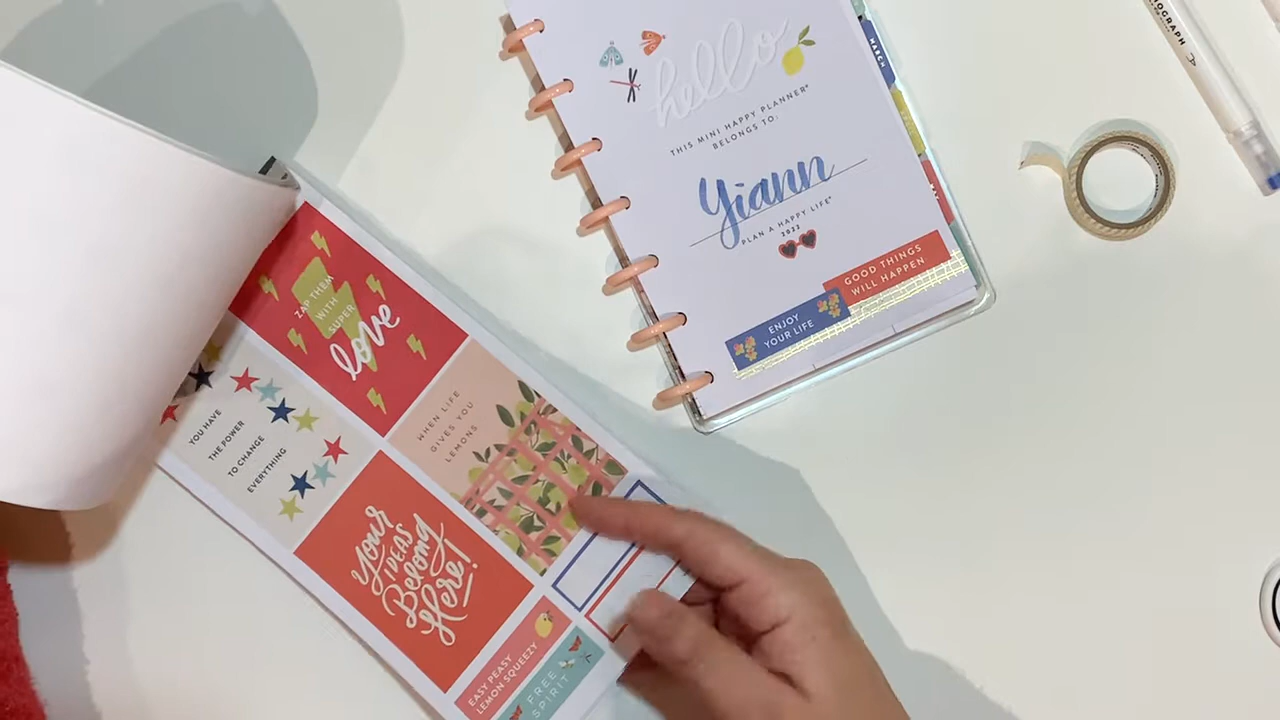 hello
THIS MINI HAPPY PLANNER®
BELONGS TO:
Yiann
PLAN A HAPPY LIFE®
2022
GOOD THINGS
WILL HAPPEN
ENJOY
YOUR LIFE
MARCH
ZAP THEM
WITH
SUPER
love
YOU HAVE
THE POWER
TO CHANGE
EVERYTHING
WHEN LIFE
GIVES YOU
LEMONS
your
IDEAS
Belong
Here!
EASY PEASY
LEMON SQUEEZY
FREE
SPIRIT